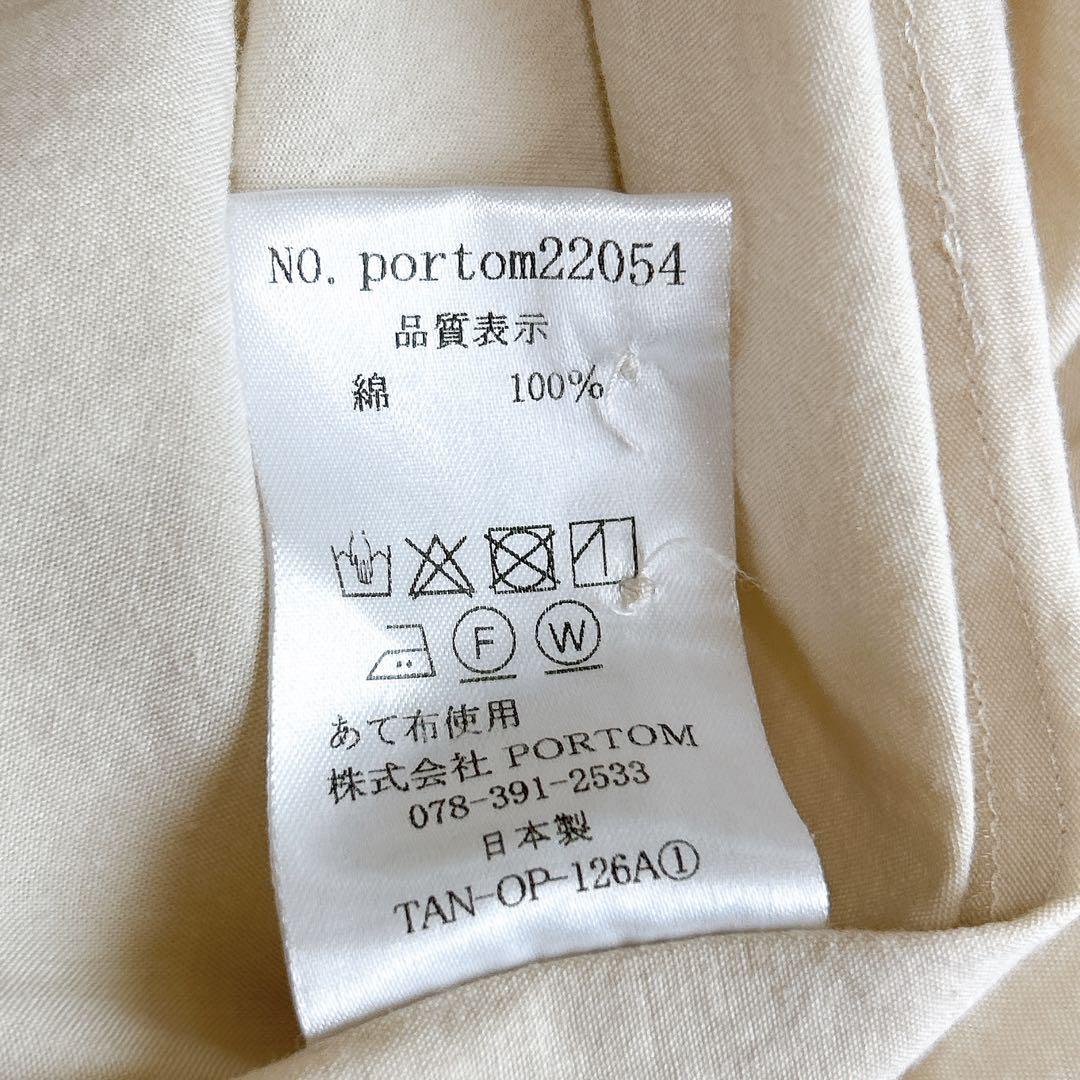 NO. portom22054
品質表示
綿 100%
F W
あて布使用
株式会社 PORTOM
078-391-2533
日本製
TAN-OP-126A①